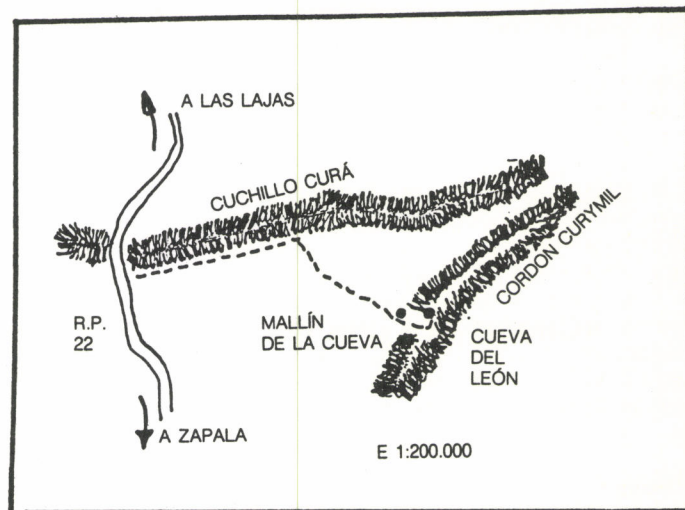 A LAS LAJAS
CUCHILLO CURÁ
CORDON CURYMIL
R.P.
22
MALLÍN
DE LA CUEVA
CUEVA
DEL
LEÓN
A ZAPALA
E 1:200.000